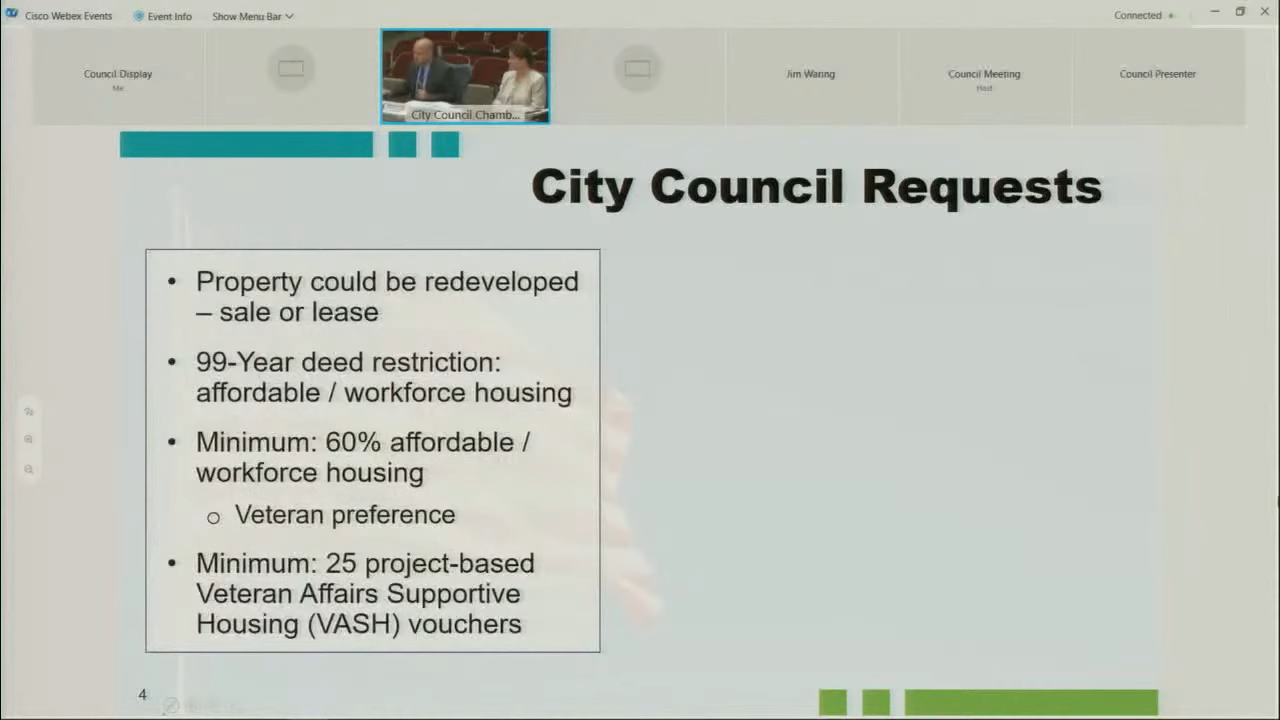 Cisco Webex Events
Event Info
Show Menu Bar
Connected
Council Display
Me
City Council Chamb...
Jim Waring
Council Meeting
Host
Council Presenter
City Council Requests
• Property could be redeveloped
– sale or lease
• 99-Year deed restriction:
affordable / workforce housing
• Minimum: 60% affordable /
workforce housing
o Veteran preference
• Minimum: 25 project-based
Veteran Affairs Supportive
Housing (VASH) vouchers
4